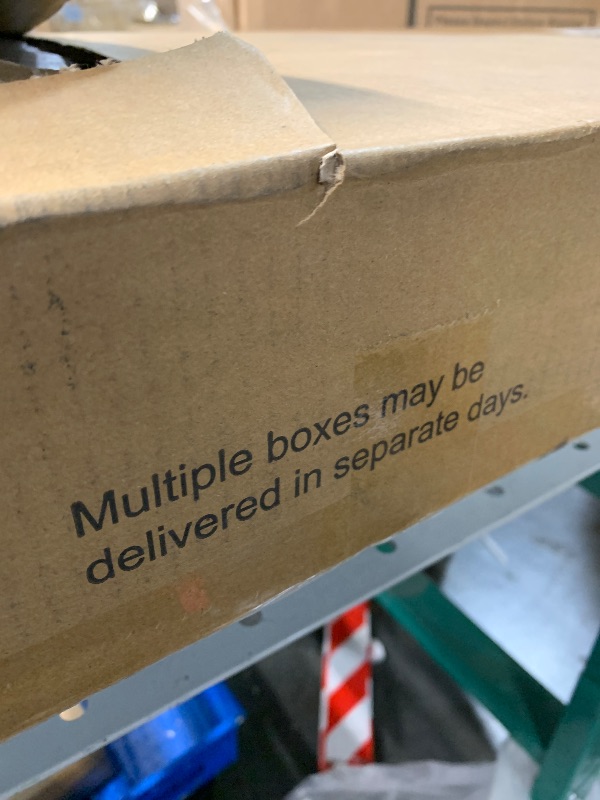 Multiple boxes may be
delivered in separate days.